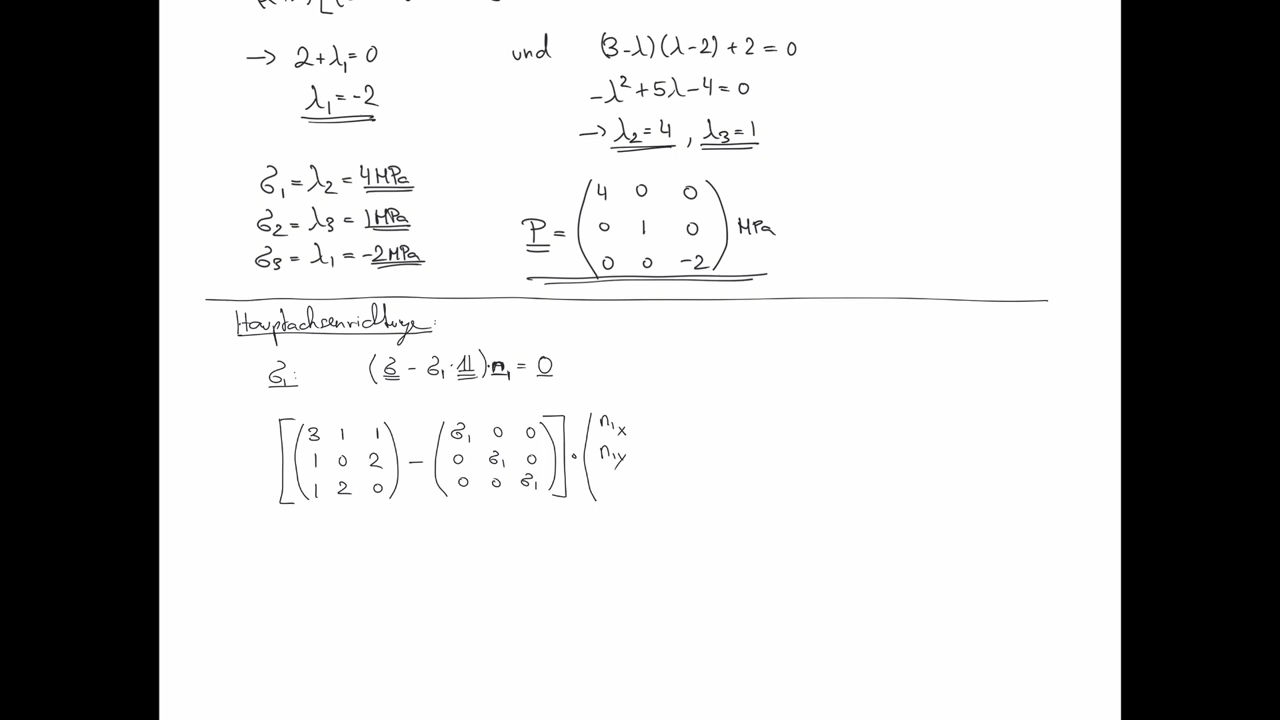 → 2+λ₁=0 und (3-λ)(λ-2)+2=0
λ₁=-2 -λ²+5λ-4=0
→ λ₂=4 , λ₃=1
σ₁=λ₂=4MPa
σ₂=λ₃=1MPa
σ₃=λ₁=-2MPa
P = ( 4 0 0
0 1 0
0 0 -2 ) MPa
Hauptachsenrichtunge:
σ₁: (σ - σ₁·1)·n₁ = 0
[( 3 1 1
1 0 2
1 2 0 ) - ( σ₁ 0 0
0 σ₁ 0
0 0 σ₁ )] · ( n₁x
n₁y